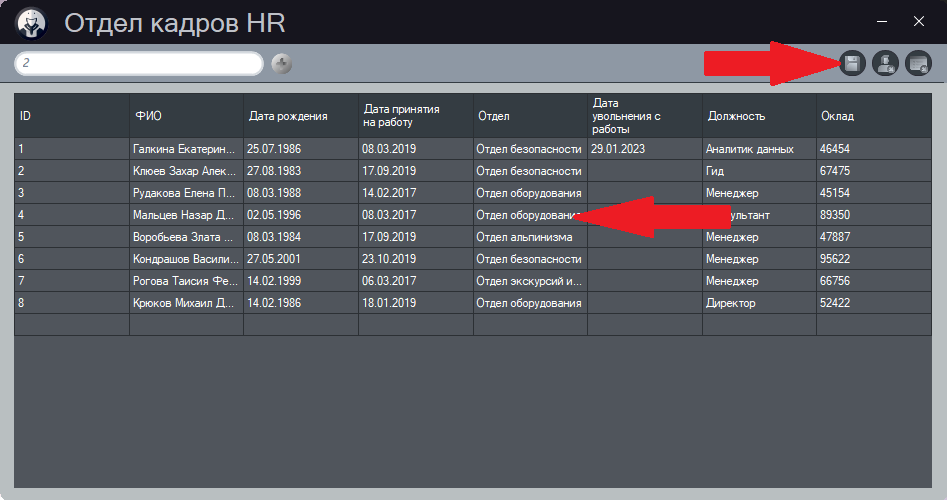 Отдел кадров HR
2
ID ФИО Дата рождения Дата принятия на работу Отдел Дата увольнения с работы Должность Оклад
1 Галкина Екатерин... 25.07.1986 08.03.2019 Отдел безопасности 29.01.2023 Аналитик данных 46454
2 Клюев Захар Алек... 27.08.1983 17.09.2019 Отдел безопасности Гид 67475
3 Рудакова Елена П... 08.03.1988 14.02.2017 Отдел оборудования Менеджер 45154
4 Мальцев Назар Д... 02.05.1996 08.03.2017 Отдел оборудования ультант 89350
5 Воробьева Злата ... 08.03.1984 17.09.2019 Отдел альпинизма Менеджер 47887
6 Кондрашов Васили... 27.05.2001 23.10.2019 Отдел безопасности Менеджер 95622
7 Рогова Таисия Фе... 14.02.1999 06.03.2017 Отдел экскурсий и... Менеджер 66756
8 Крюков Михаил Д... 14.02.1986 18.01.2019 Отдел оборудования Директор 52422